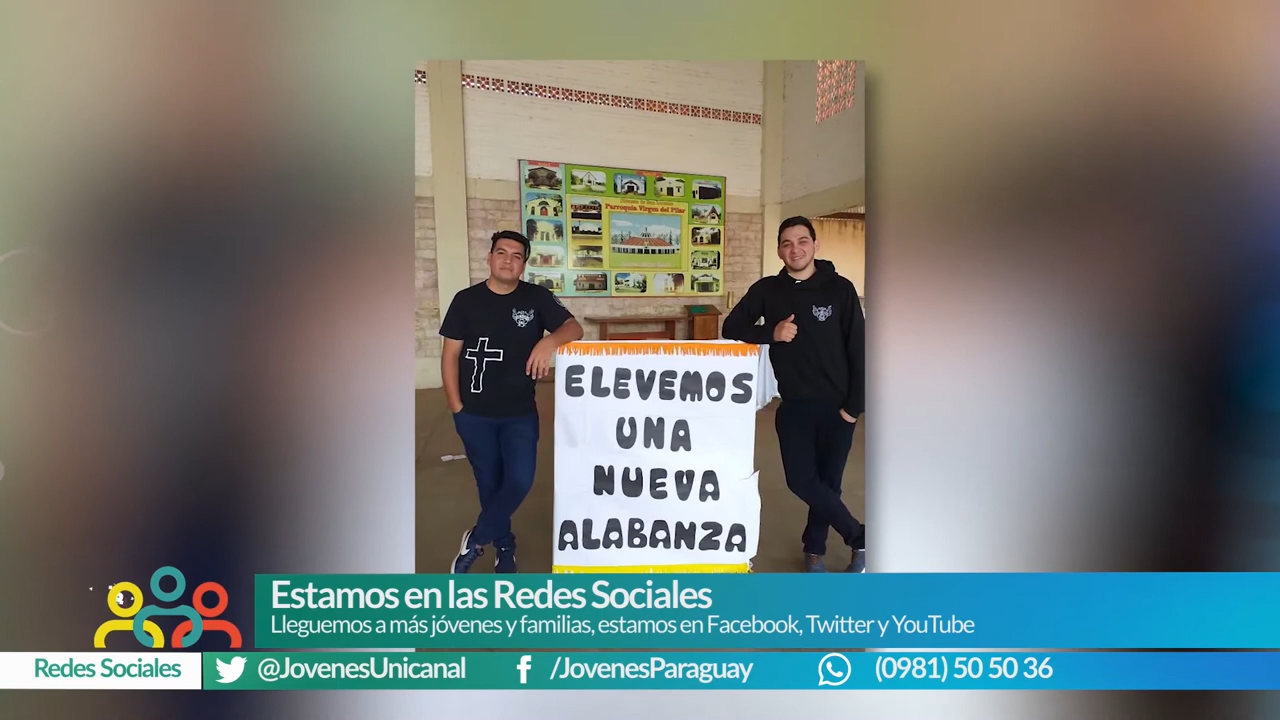 Parroquia Virgen del Pilar
ELEVEMOS
UNA
NUEVA
ALABANZA
Estamos en las Redes Sociales
Lleguemos a más jóvenes y familias, estamos en Facebook, Twitter y YouTube
Redes Sociales
@JovenesUnicanal
/JovenesParaguay
(0981) 50 50 36